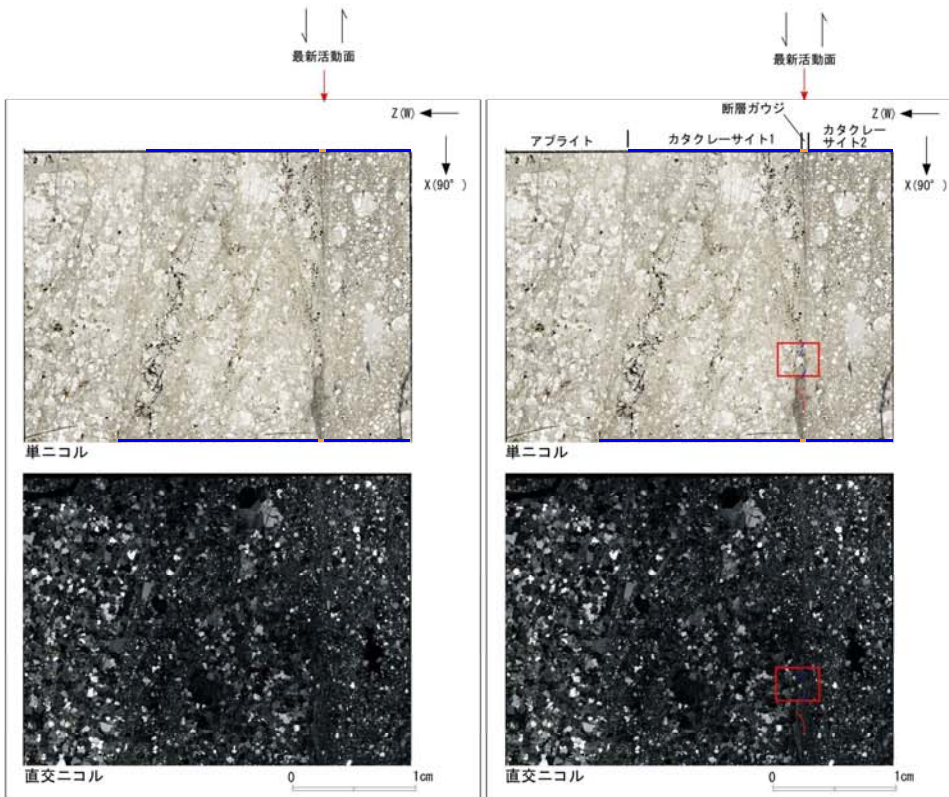 最新活動面
Z(W)
X(90°)
単ニコル
直交ニコル
0 1cm
最新活動面
断層ガウジ
Z(W)
アプライト
カタクレーサイト1
カタクレー
サイト2
X(90°)
単ニコル
直交ニコル
0 1cm